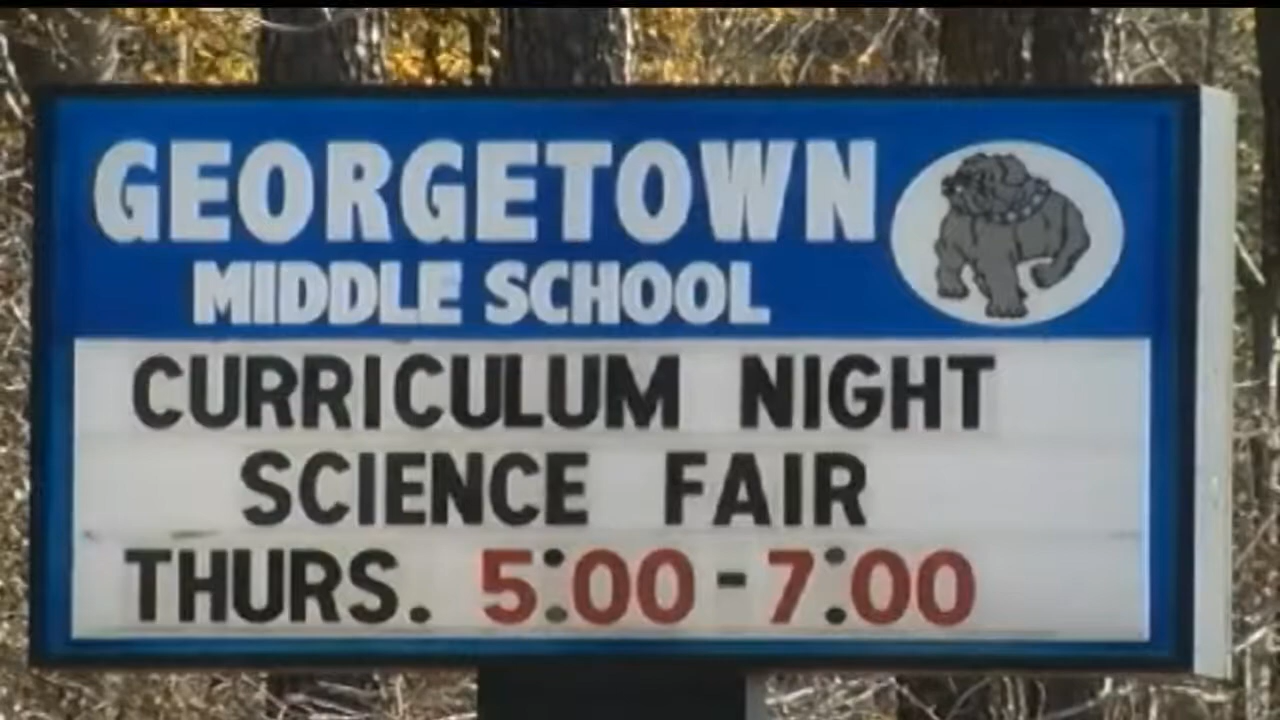 GEORGETOWN
MIDDLE SCHOOL
CURRICULUM NIGHT
SCIENCE FAIR
THURS. 5:00-7:00